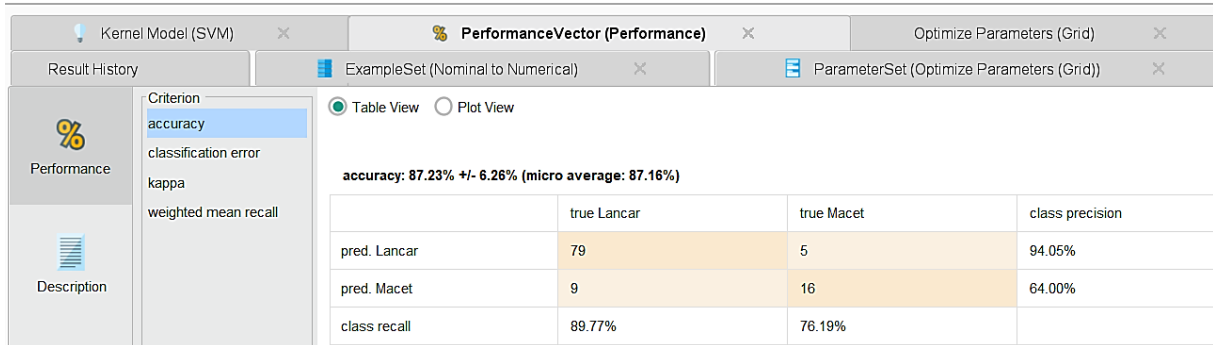 Kernel Model (SVM) PerformanceVector (Performance) Optimize Parameters (Grid)
Result History ExampleSet (Nominal to Numerical) ParameterSet (Optimize Parameters (Grid))
%
Performance
Description
Criterion
accuracy
classification error
kappa
weighted mean recall
Table View Plot View
accuracy: 87.23% +/- 6.26% (micro average: 87.16%)
true Lancar true Macet class precision
pred. Lancar 79 5 94.05%
pred. Macet 9 16 64.00%
class recall 89.77% 76.19%